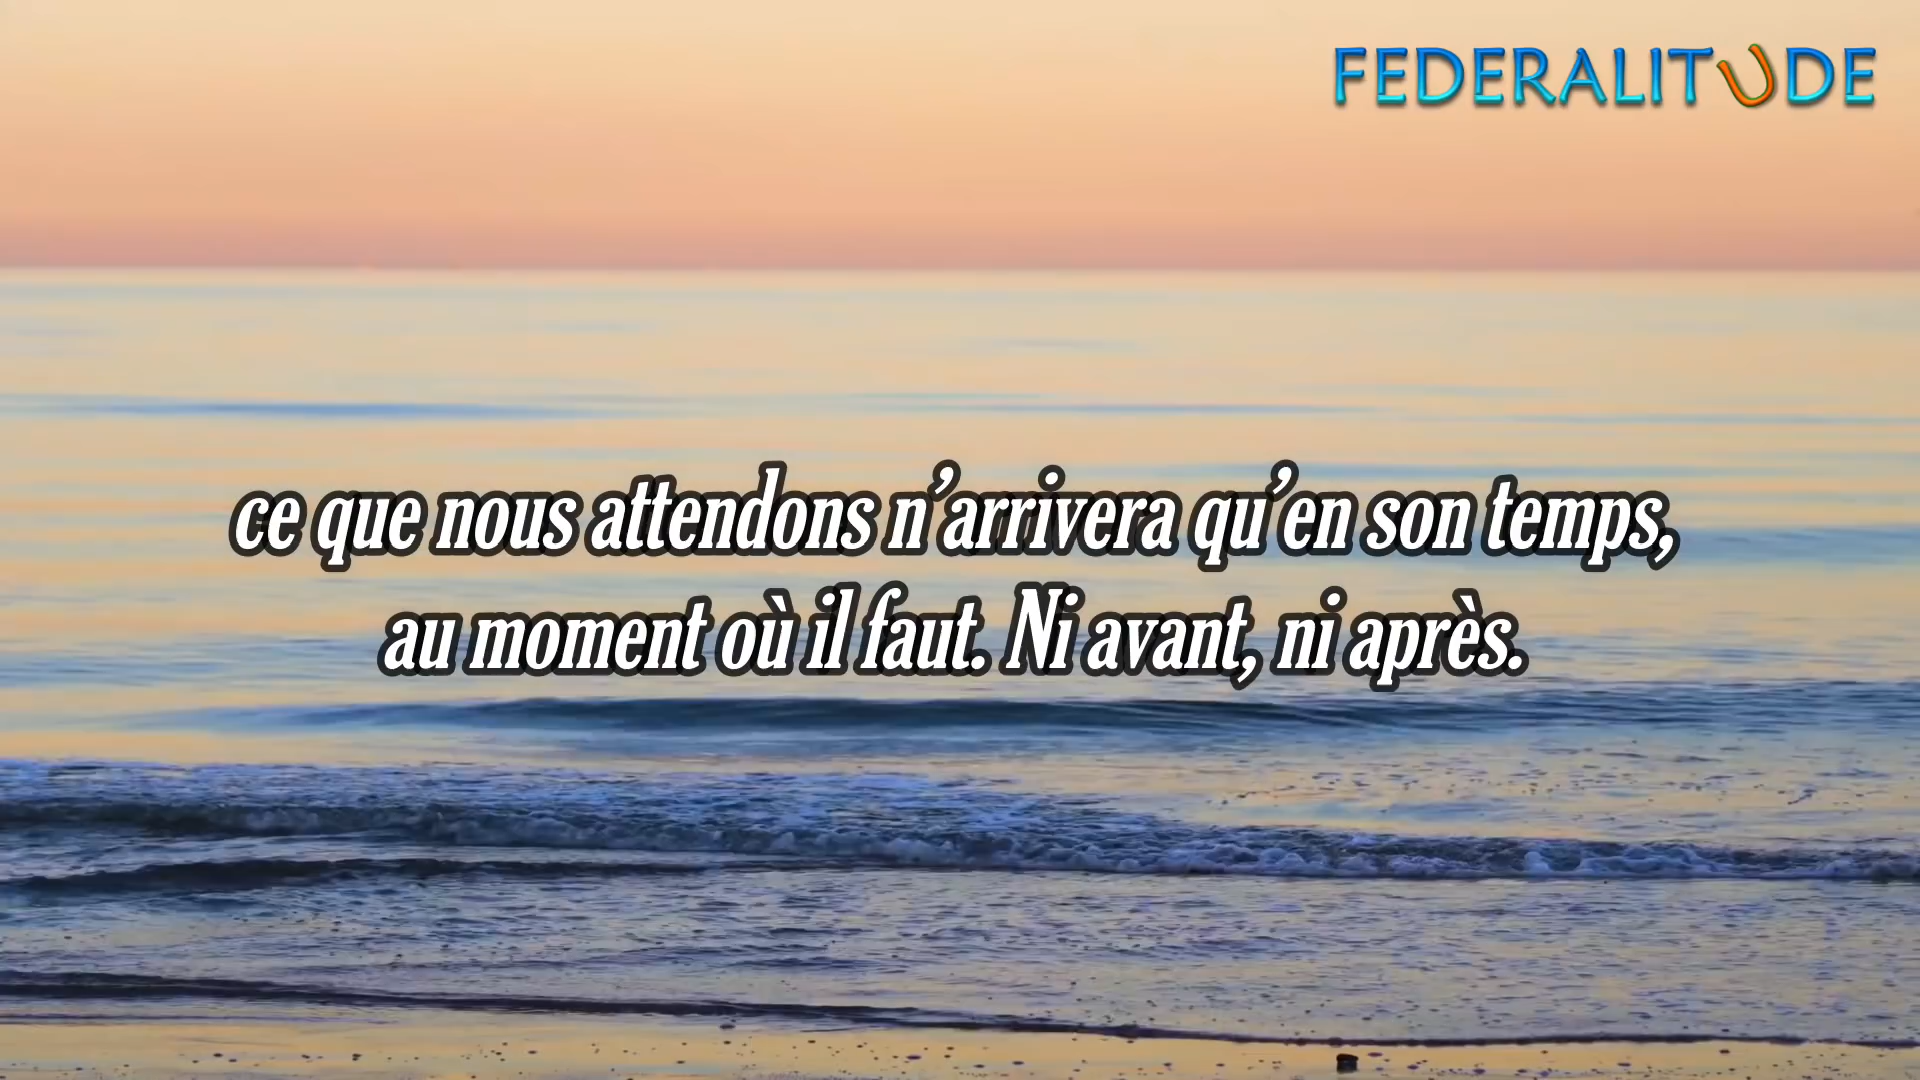 FEDERALITUDE
ce que nous attendons n’arrivera qu’en son temps,
au moment où il faut. Ni avant, ni après.